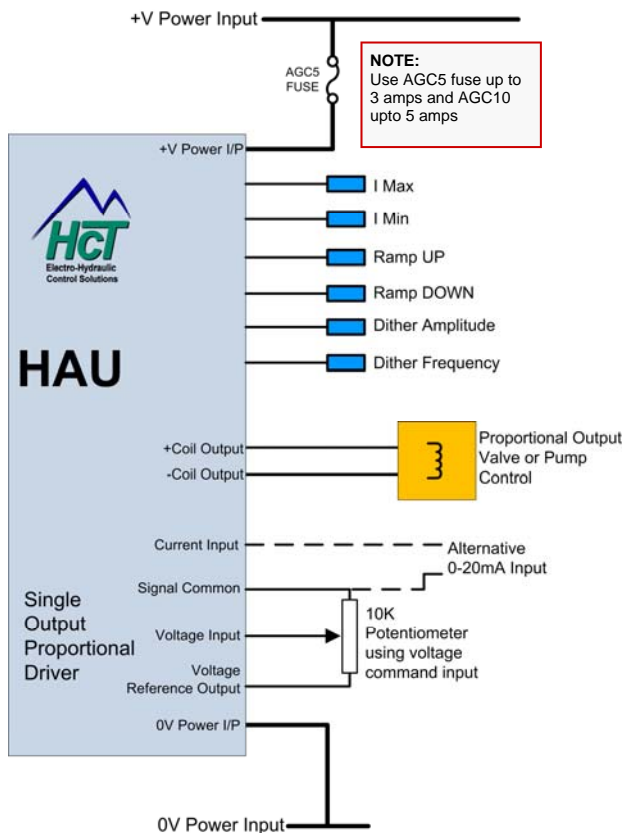 +V Power Input
AGC5
FUSE
NOTE:
Use AGC5 fuse up to
3 amps and AGC10
upto 5 amps
+V Power I/P
HCT
Electro-Hydraulic
Control Solutions
HAU
I Max
I Min
Ramp UP
Ramp DOWN
Dither Amplitude
Dither Frequency
+Coil Output
-Coil Output
Proportional Output
Valve or Pump
Control
Current Input
Alternative
0-20mA Input
Signal Common
Single
Output
Proportional
Driver
Voltage Input
10K
Potentiometer
using voltage
command input
Voltage
Reference Output
0V Power I/P
0V Power Input